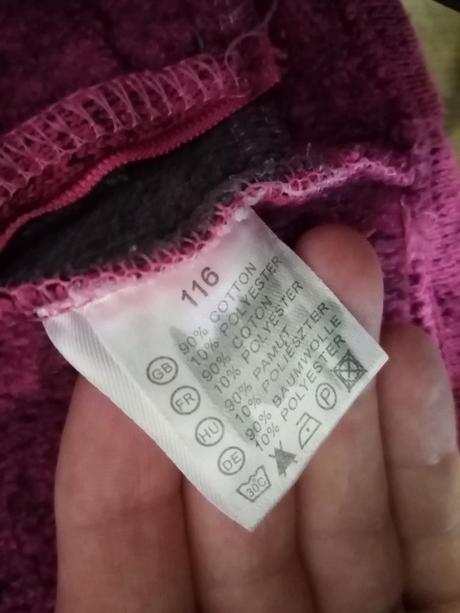 116
GB 90% COTTON
10% POLYESTER
FR 90% COTON
10% POLYESTER
HU 90% PAMUT
10% POLIÉSZTER
DE 90% BAUMWOLLE
10% POLYESTER
30C P